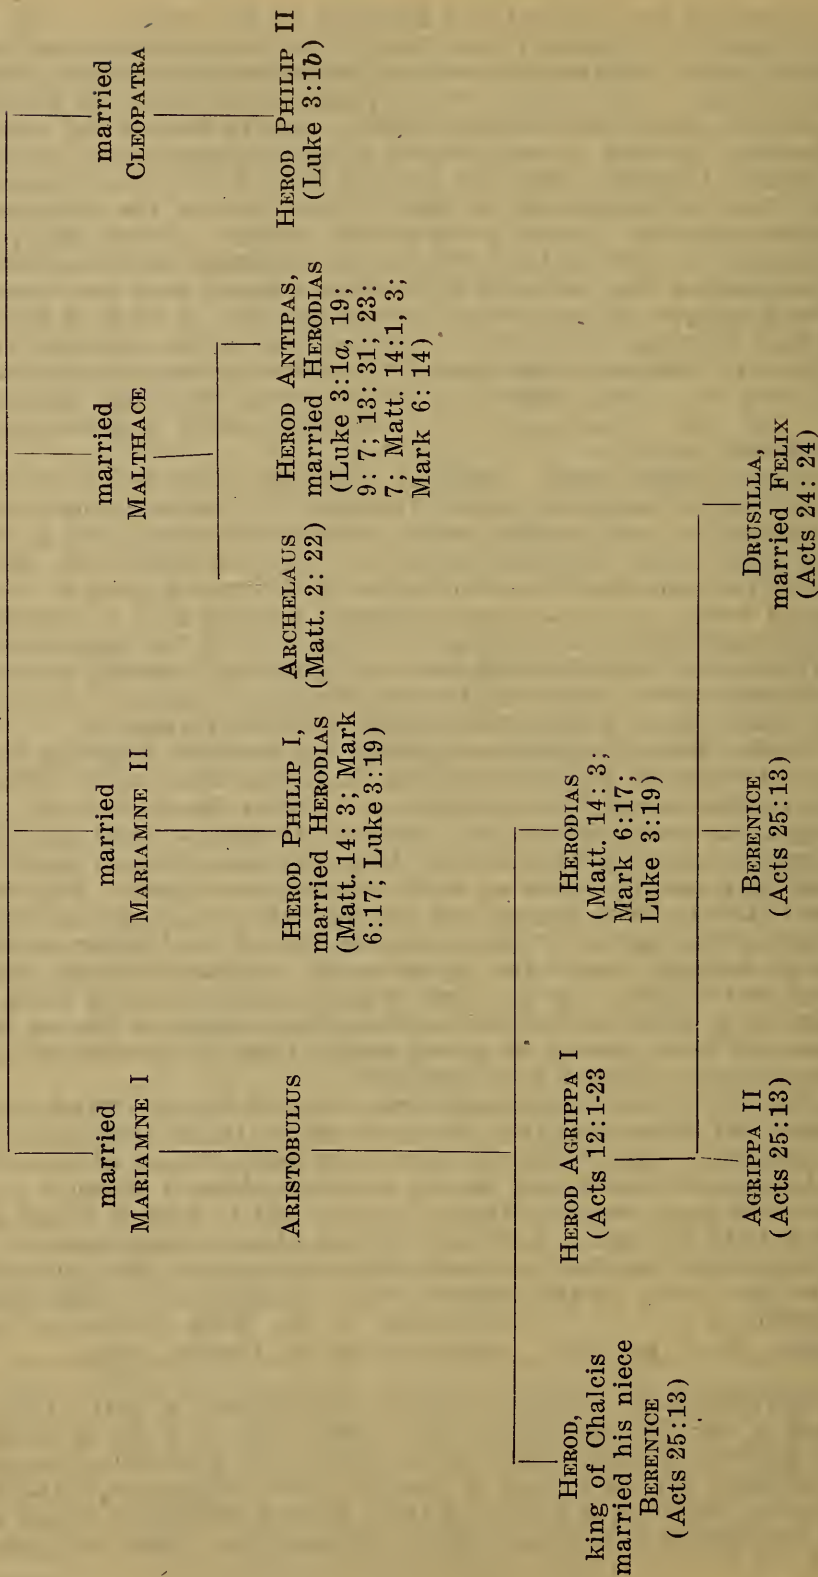 married
MARIAMNE I
married
MARIAMNE II
married
MALTHACE
married
CLEOPATRA
ARISTOBULUS
HEROD PHILIP I,
married HERODIAS
(Matt. 14: 3; Mark
6:17; Luke 3:19)
ARCHELAUS
(Matt. 2: 22)
HEROD ANTIPAS,
married HERODIAS
(Luke 3:1a, 19;
9: 7; 13: 31; 23:
7; Matt. 14:1, 3;
Mark 6: 14)
HEROD PHILIP II
(Luke 3:1b)
HEROD,
king of Chalcis
married his niece
BERENICE
(Acts 25:13)
HEROD AGRIPPA I
(Acts 12:1-23
HERODIAS
(Matt. 14: 3;
Mark 6:17;
Luke 3:19)
AGRIPPA II
(Acts 25:13)
BERENICE
(Acts 25:13)
DRUSILLA,
married FELIX
(Acts 24: 24)